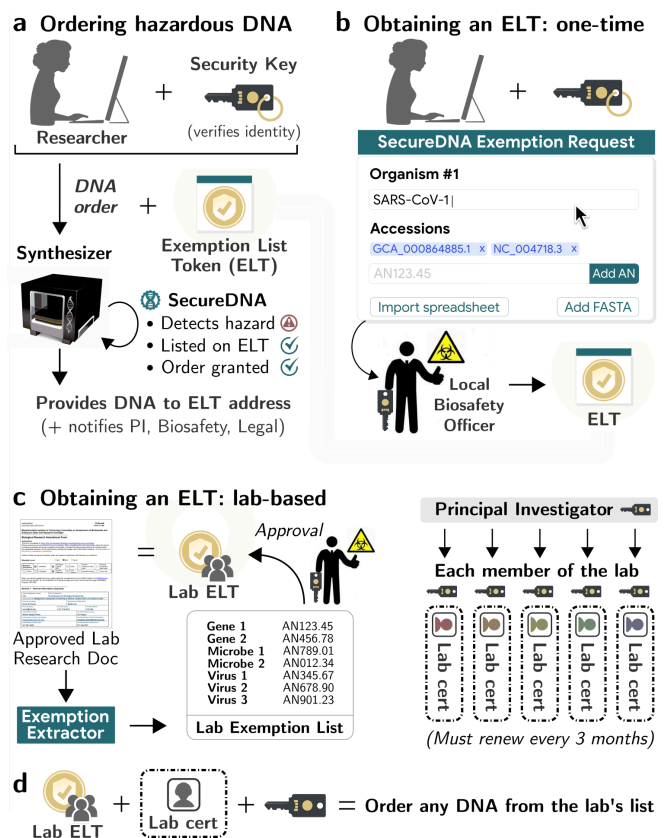 a Ordering hazardous DNA
Security Key
Researcher
(verifies identity)
DNA
order
+
+
Exemption List
Token (ELT)
Synthesizer
SecureDNA
• Detects hazard
• Listed on ELT
• Order granted
Provides DNA to ELT address
(+ notifies PI, Biosafety, Legal)
b Obtaining an ELT: one-time
+
SecureDNA Exemption Request
Organism #1
SARS-CoV-1|
Accessions
GCA_000864885.1 x NC_004718.3 x
AN123.45 Add AN
Import spreadsheet Add FASTA
Local
Biosafety
Officer
ELT
c Obtaining an ELT: lab-based
=
Approval
Lab ELT
Approved Lab
Research Doc
Exemption
Extractor
Gene 1 AN123.45
Gene 2 AN456.78
Microbe 1 AN789.01
Microbe 2 AN012.34
Virus 1 AN345.67
Virus 2 AN678.90
Virus 3 AN901.23
Lab Exemption List
Principal Investigator
Each member of the lab
Lab cert
Lab cert
Lab cert
Lab cert
Lab cert
(Must renew every 3 months)
d
Lab ELT + Lab cert + = Order any DNA from the lab's list